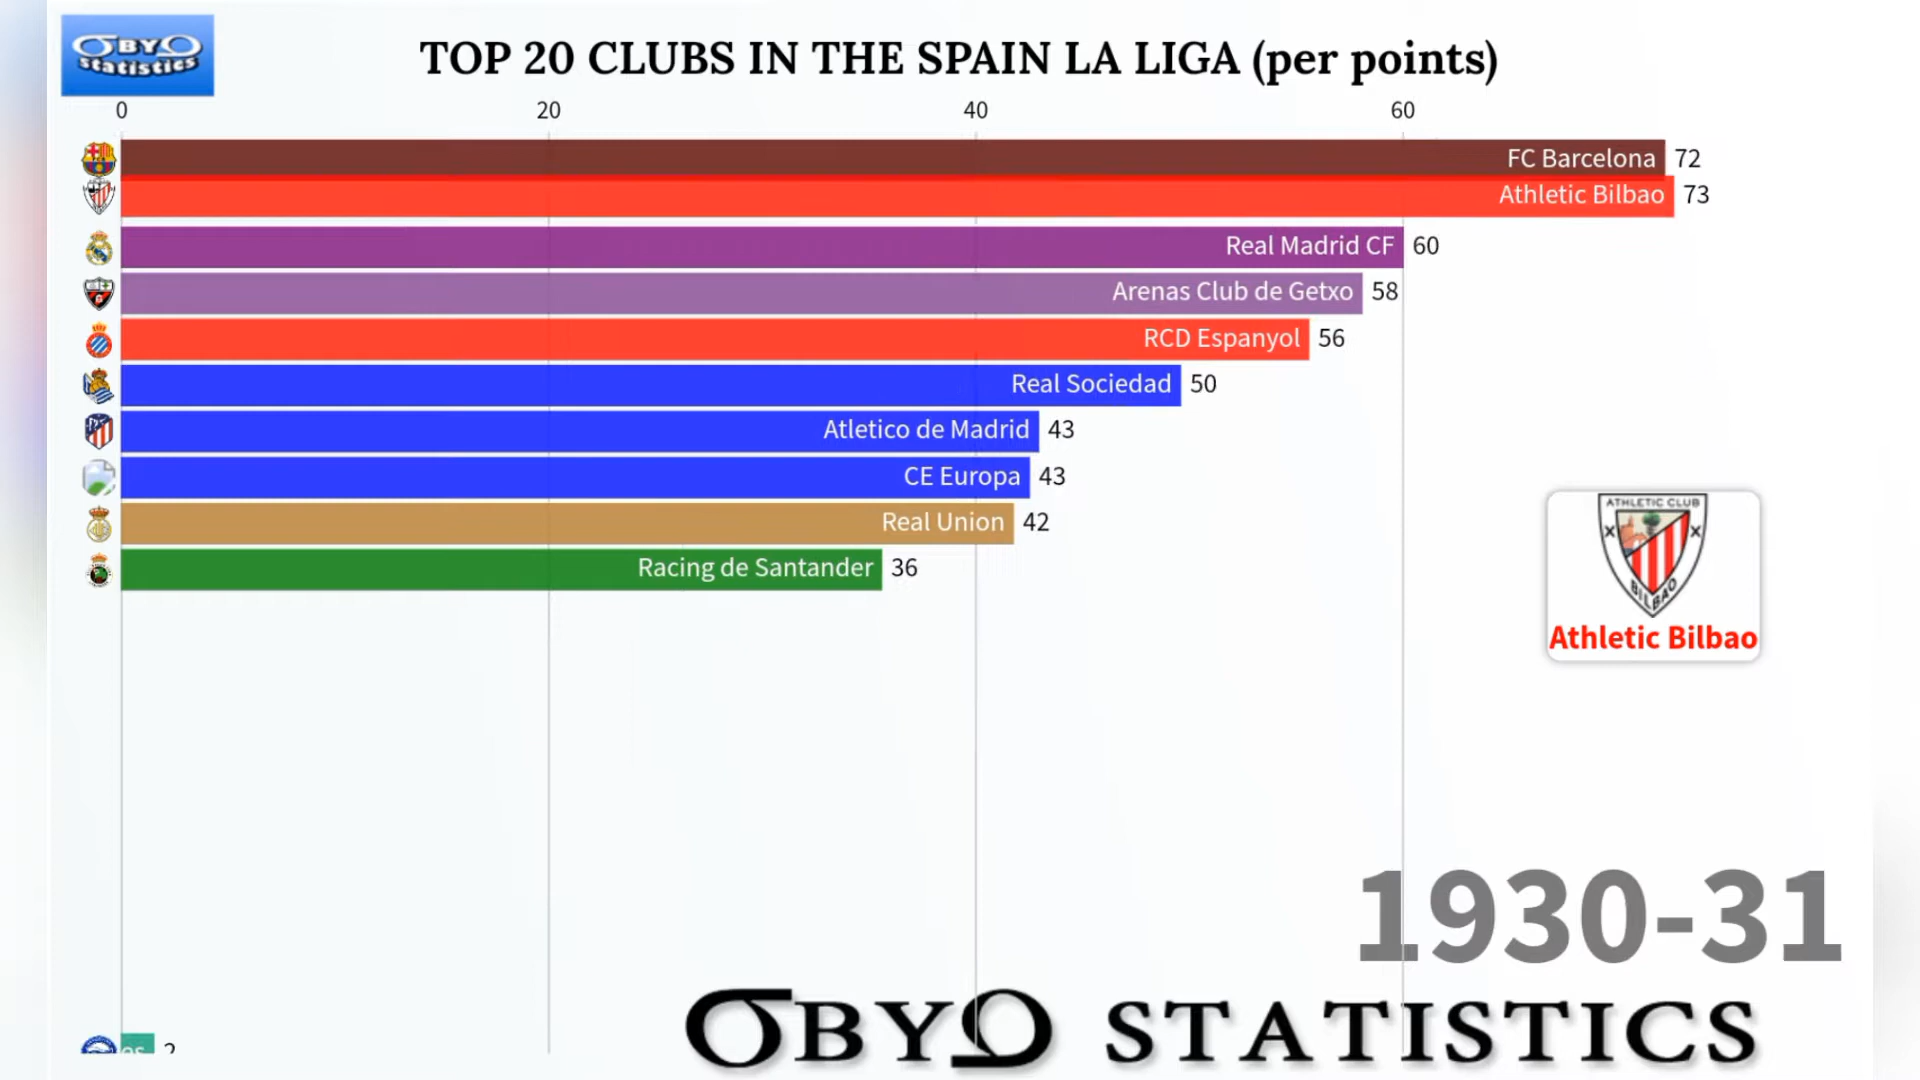 OBYO
statistics
TOP 20 CLUBS IN THE SPAIN LA LIGA (per points)
0 20 40 60
FC Barcelona 72
Athletic Bilbao 73
Real Madrid CF 60
Arenas Club de Getxo 58
RCD Espanyol 56
Real Sociedad 50
Atletico de Madrid 43
CE Europa 43
Real Union 42
Racing de Santander 36
ATHLETIC CLUB
BILBAO
Athletic Bilbao
1930-31
OBYO STATISTICS
2